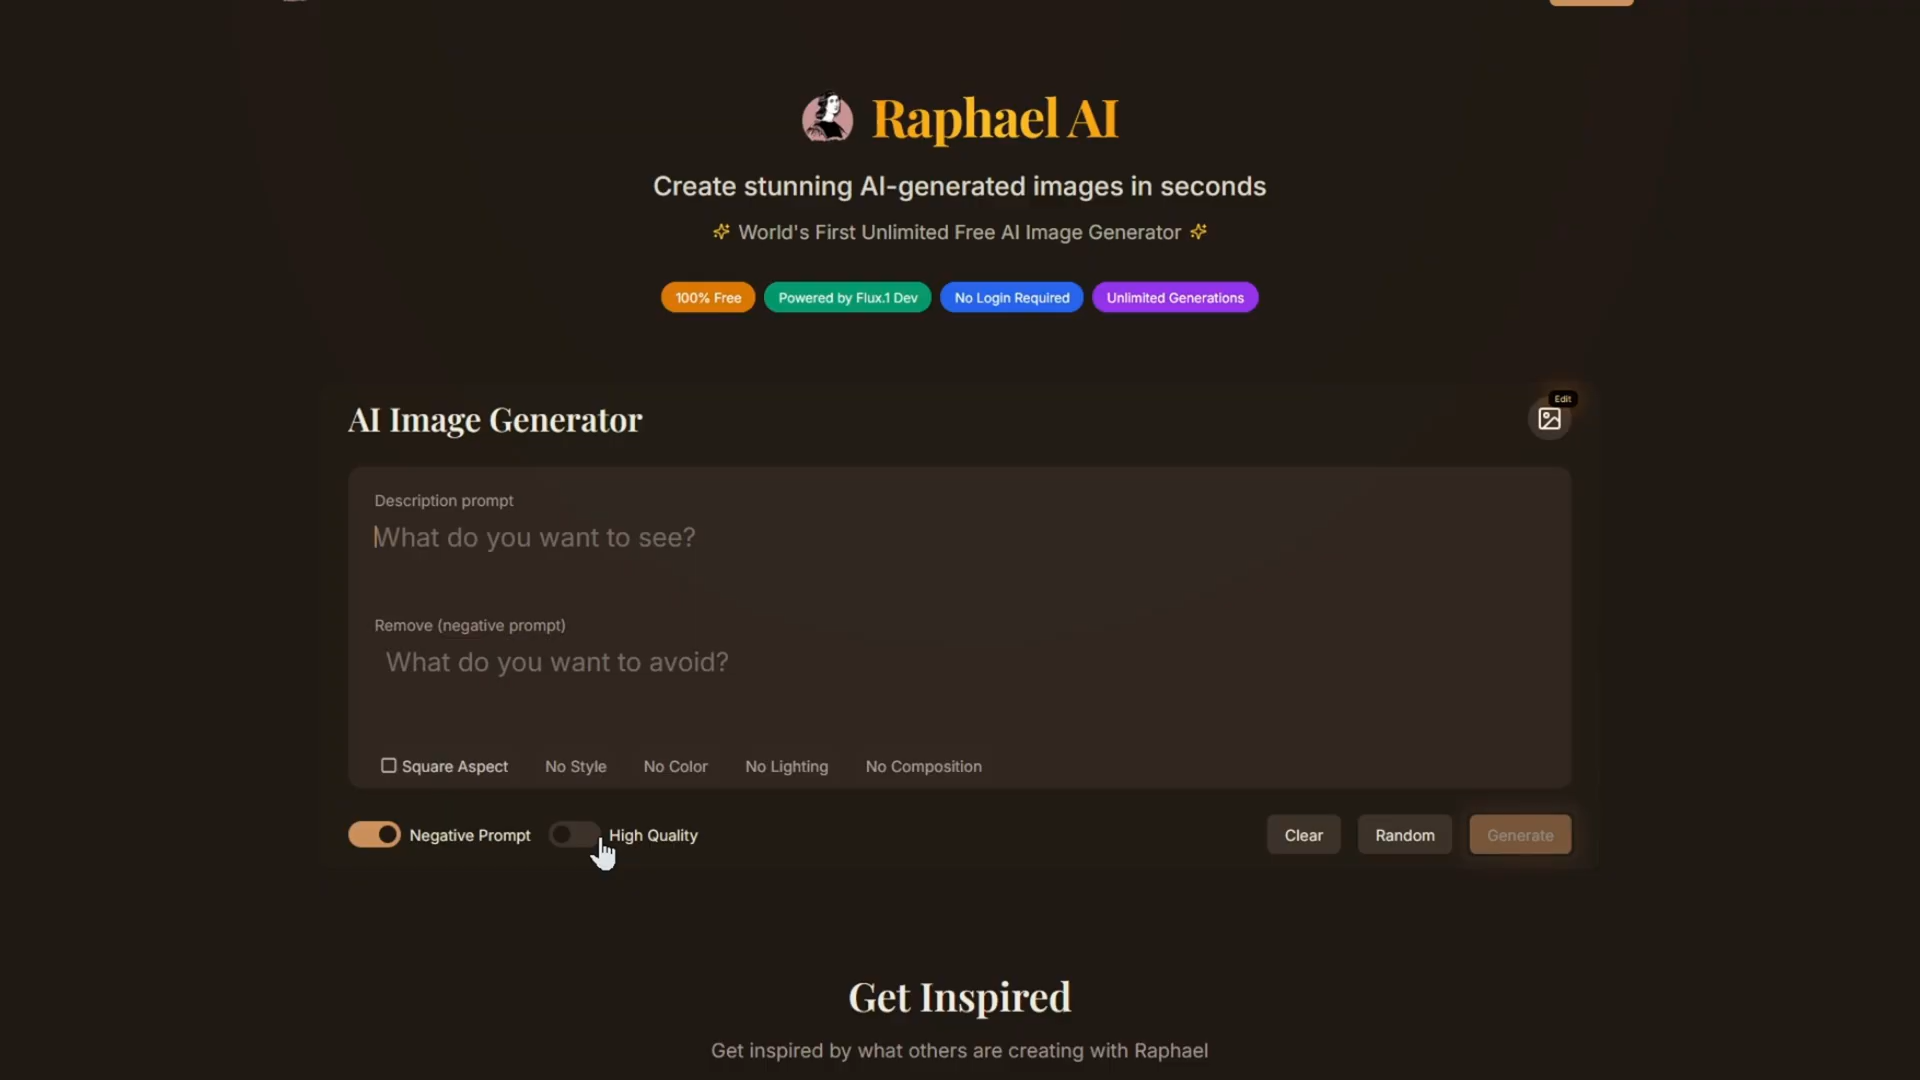 Raphael AI
Create stunning AI-generated images in seconds
World's First Unlimited Free AI Image Generator
100% Free Powered by Flux.1 Dev No Login Required Unlimited Generations
Edit
AI Image Generator
Description prompt
What do you want to see?
Remove (negative prompt)
What do you want to avoid?
Square Aspect No Style No Color No Lighting No Composition
Negative Prompt High Quality Clear Random Generate
Get Inspired
Get inspired by what others are creating with Raphael